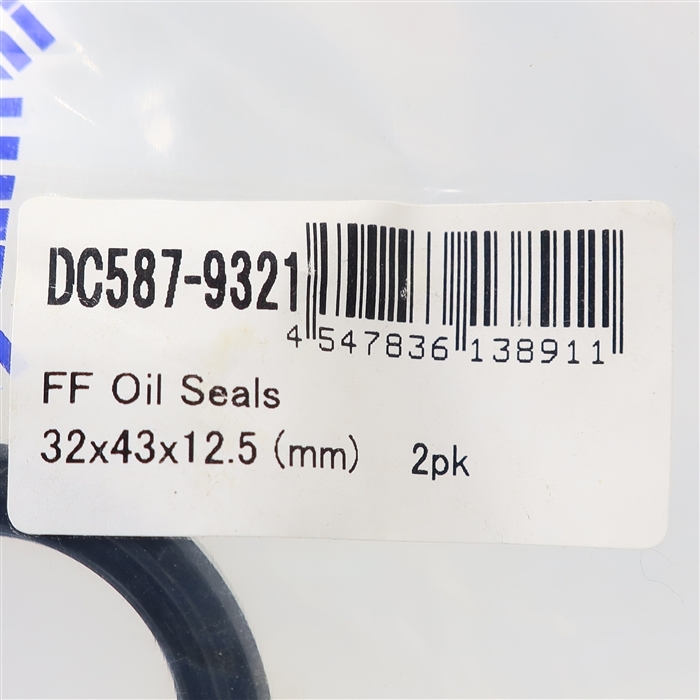 DC587-9321
4 547836 138911
FF Oil Seals
32x43x12.5 (mm) 2pk